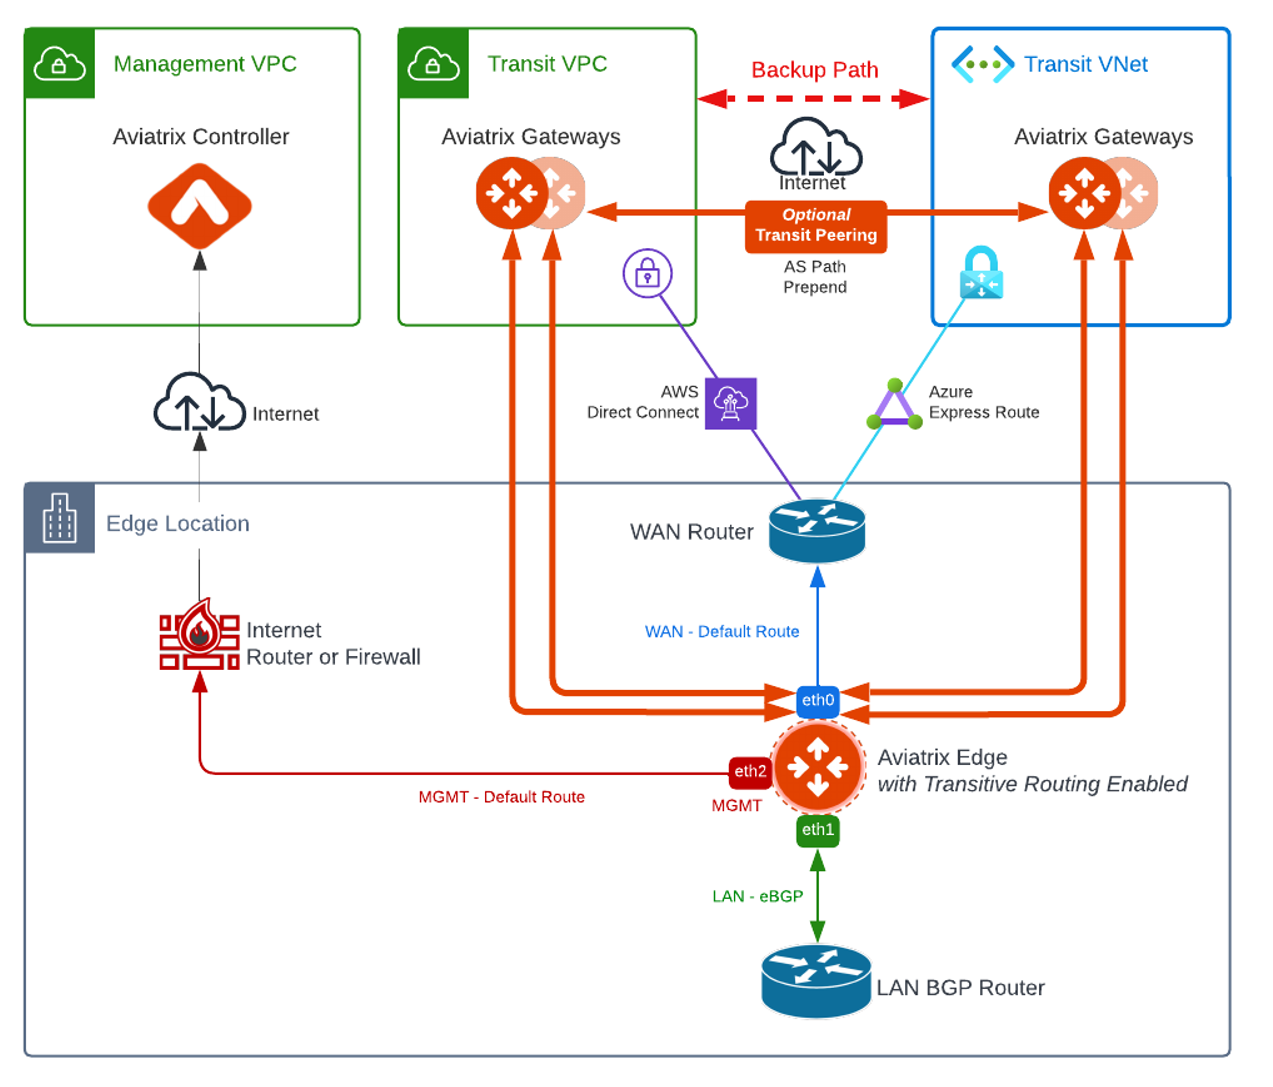 Management VPC
Aviatrix Controller
Transit VPC
Aviatrix Gateways
Backup Path
Internet
Optional
Transit Peering
AS Path
Prepend
Transit VNet
Aviatrix Gateways
Internet
AWS
Direct Connect
Azure
Express Route
Edge Location
WAN Router
Internet
Router or Firewall
WAN - Default Route
eth0
Aviatrix Edge
with Transitive Routing Enabled
eth2
MGMT - Default Route
MGMT
eth1
LAN - eBGP
LAN BGP Router